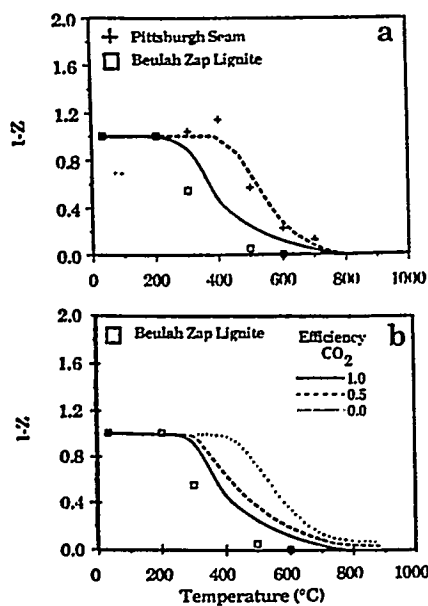 a
+ Pittsburgh Seam
□ Beulah Zap Lignite
2.0
1.6
1.2
0.8
0.4
0.0
1-Z
0 200 400 600 800 1000
b
□ Beulah Zap Lignite
Efficiency
CO2
1.0
0.5
0.0
2.0
1.6
1.2
0.8
0.4
0.0
1-Z
0 200 400 600 800 1000
Temperature (°C)